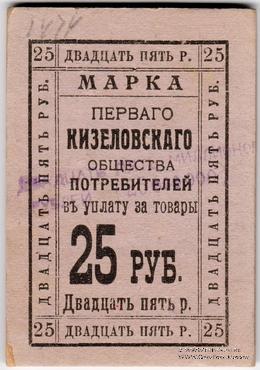 1474
25 ДВАДЦАТЬ ПЯТЬ Р. 25
ДВАДЦАТЬ ПЯТЬ РУБ.
МАРКА
ПЕРВАГО
КИЗЕЛОВСКАГО
ОБЩЕСТВА
ПОТРЕБИТЕЛЕЙ
въ уплату за товары
25 РУБ.
Двадцать пять р.
ДВАДЦАТЬ ПЯТЬ РУБ.
25 ДВАДЦАТЬ ПЯТЬ Р. 25